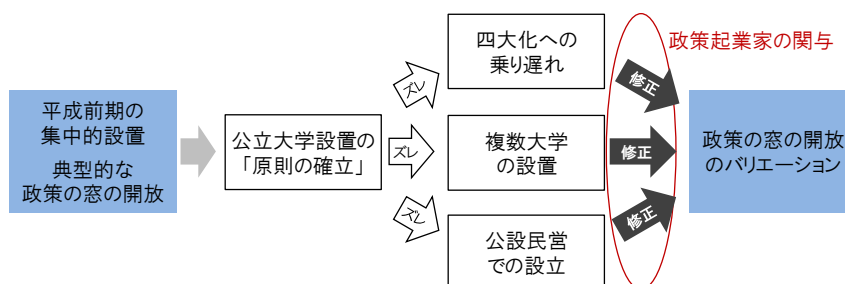 平成前期の
集中的設置
典型的な
政策の窓の開放
公立大学設置の
「原則の確立」
ズレ
ズレ
ズレ
四大化への
乗り遅れ
複数大学
の設置
公設民営
での設立
政策起業家の関与
修正
修正
修正
政策の窓の開放
のバリエーション